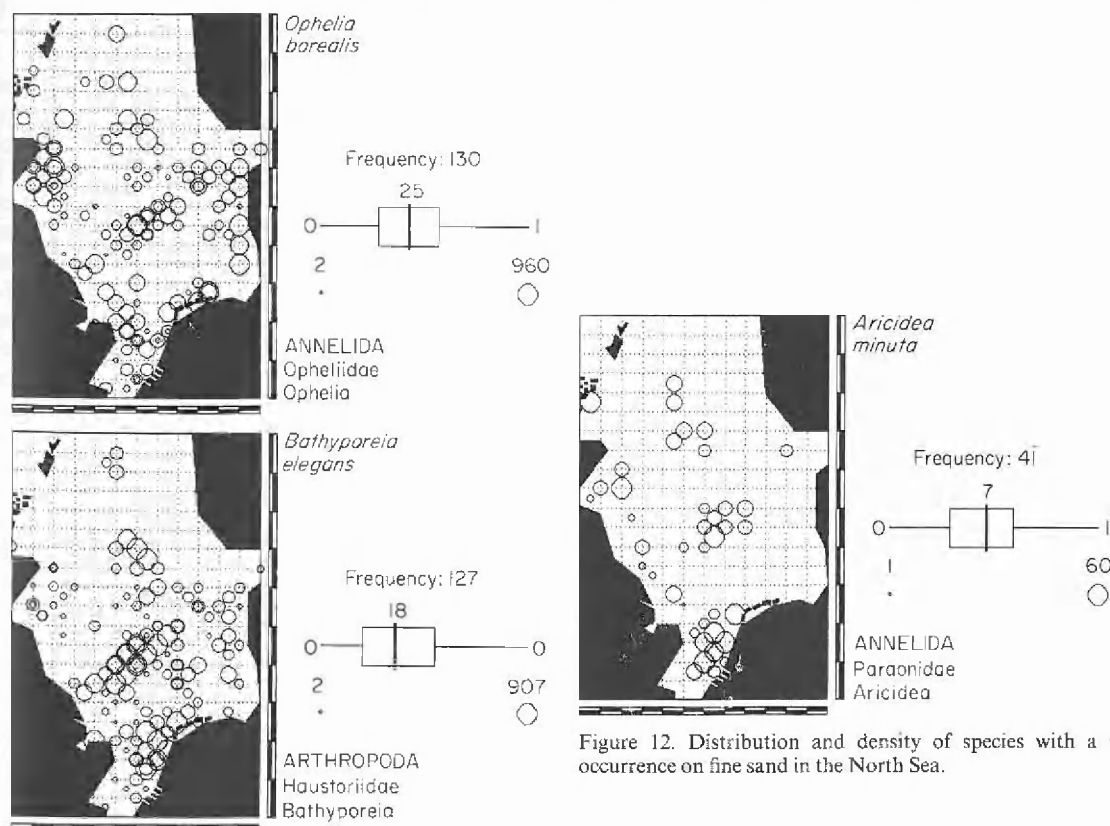 Ophelia
borealis
Frequency: 130
25
0
1
2
960
ANNELIDA
Opheliidae
Ophelia
Bathyporeia
elegans
Frequency: 127
18
0
0
2
907
ARTHROPODA
Haustoriidae
Bathyporeia
Aricidea
minuta
Frequency: 41
7
0
1
1
60
ANNELIDA
Paraonidae
Aricidea
Figure 12. Distribution and density of species with a
occurrence on fine sand in the North Sea.